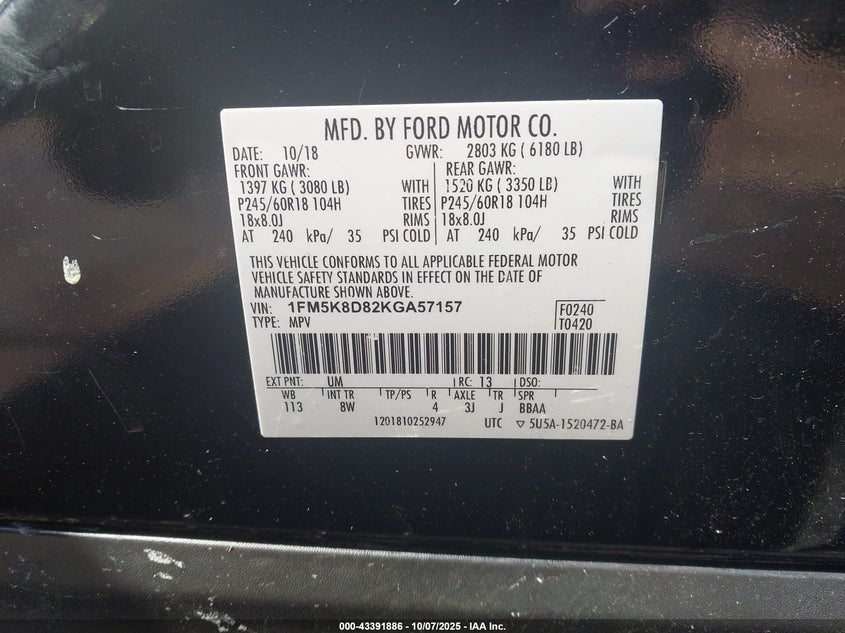 MFD. BY FORD MOTOR CO.
DATE: 10/18 GVWR: 2803 KG ( 6180 LB)
FRONT GAWR: REAR GAWR:
1397 KG ( 3080 LB) WITH 1520 KG ( 3350 LB) WITH
P245/60R18 104H TIRES P245/60R18 104H TIRES
18x8.0J RIMS 18x8.0J RIMS
AT 240 kPa/ 35 PSI COLD AT 240 kPa/ 35 PSI COLD
THIS VEHICLE CONFORMS TO ALL APPLICABLE FEDERAL MOTOR
VEHICLE SAFETY STANDARDS IN EFFECT ON THE DATE OF
MANUFACTURE SHOWN ABOVE.
VIN: 1FM5K8D82KGA57157 F0240
TYPE: MPV T0420
EXT PNT: UM RC: 13 DSO:
WB INT TR TP/PS R AXLE TR SPR
113 8W 4 3J J BBAA
1201810252947 UTC ▽ 5U5A-1520472-BA
000-43391886 - 10/07/2025 - IAA Inc.